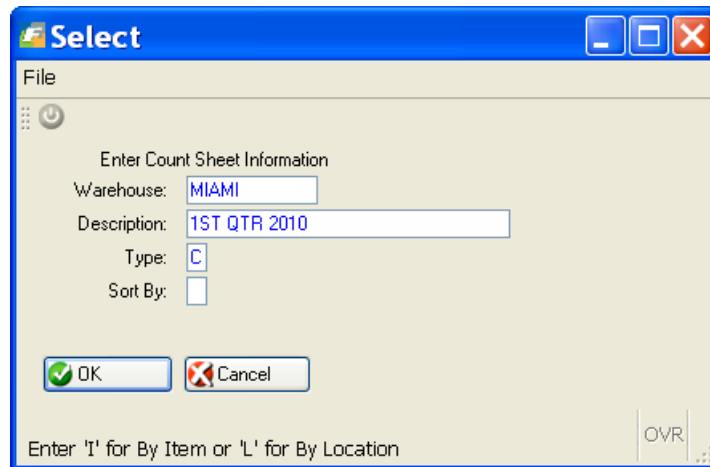 Select
File
Enter Count Sheet Information
Warehouse: MIAMI
Description: 1ST QTR 2010
Type: C
Sort By:
OK Cancel
Enter 'I' for By Item or 'L' for By Location OVR